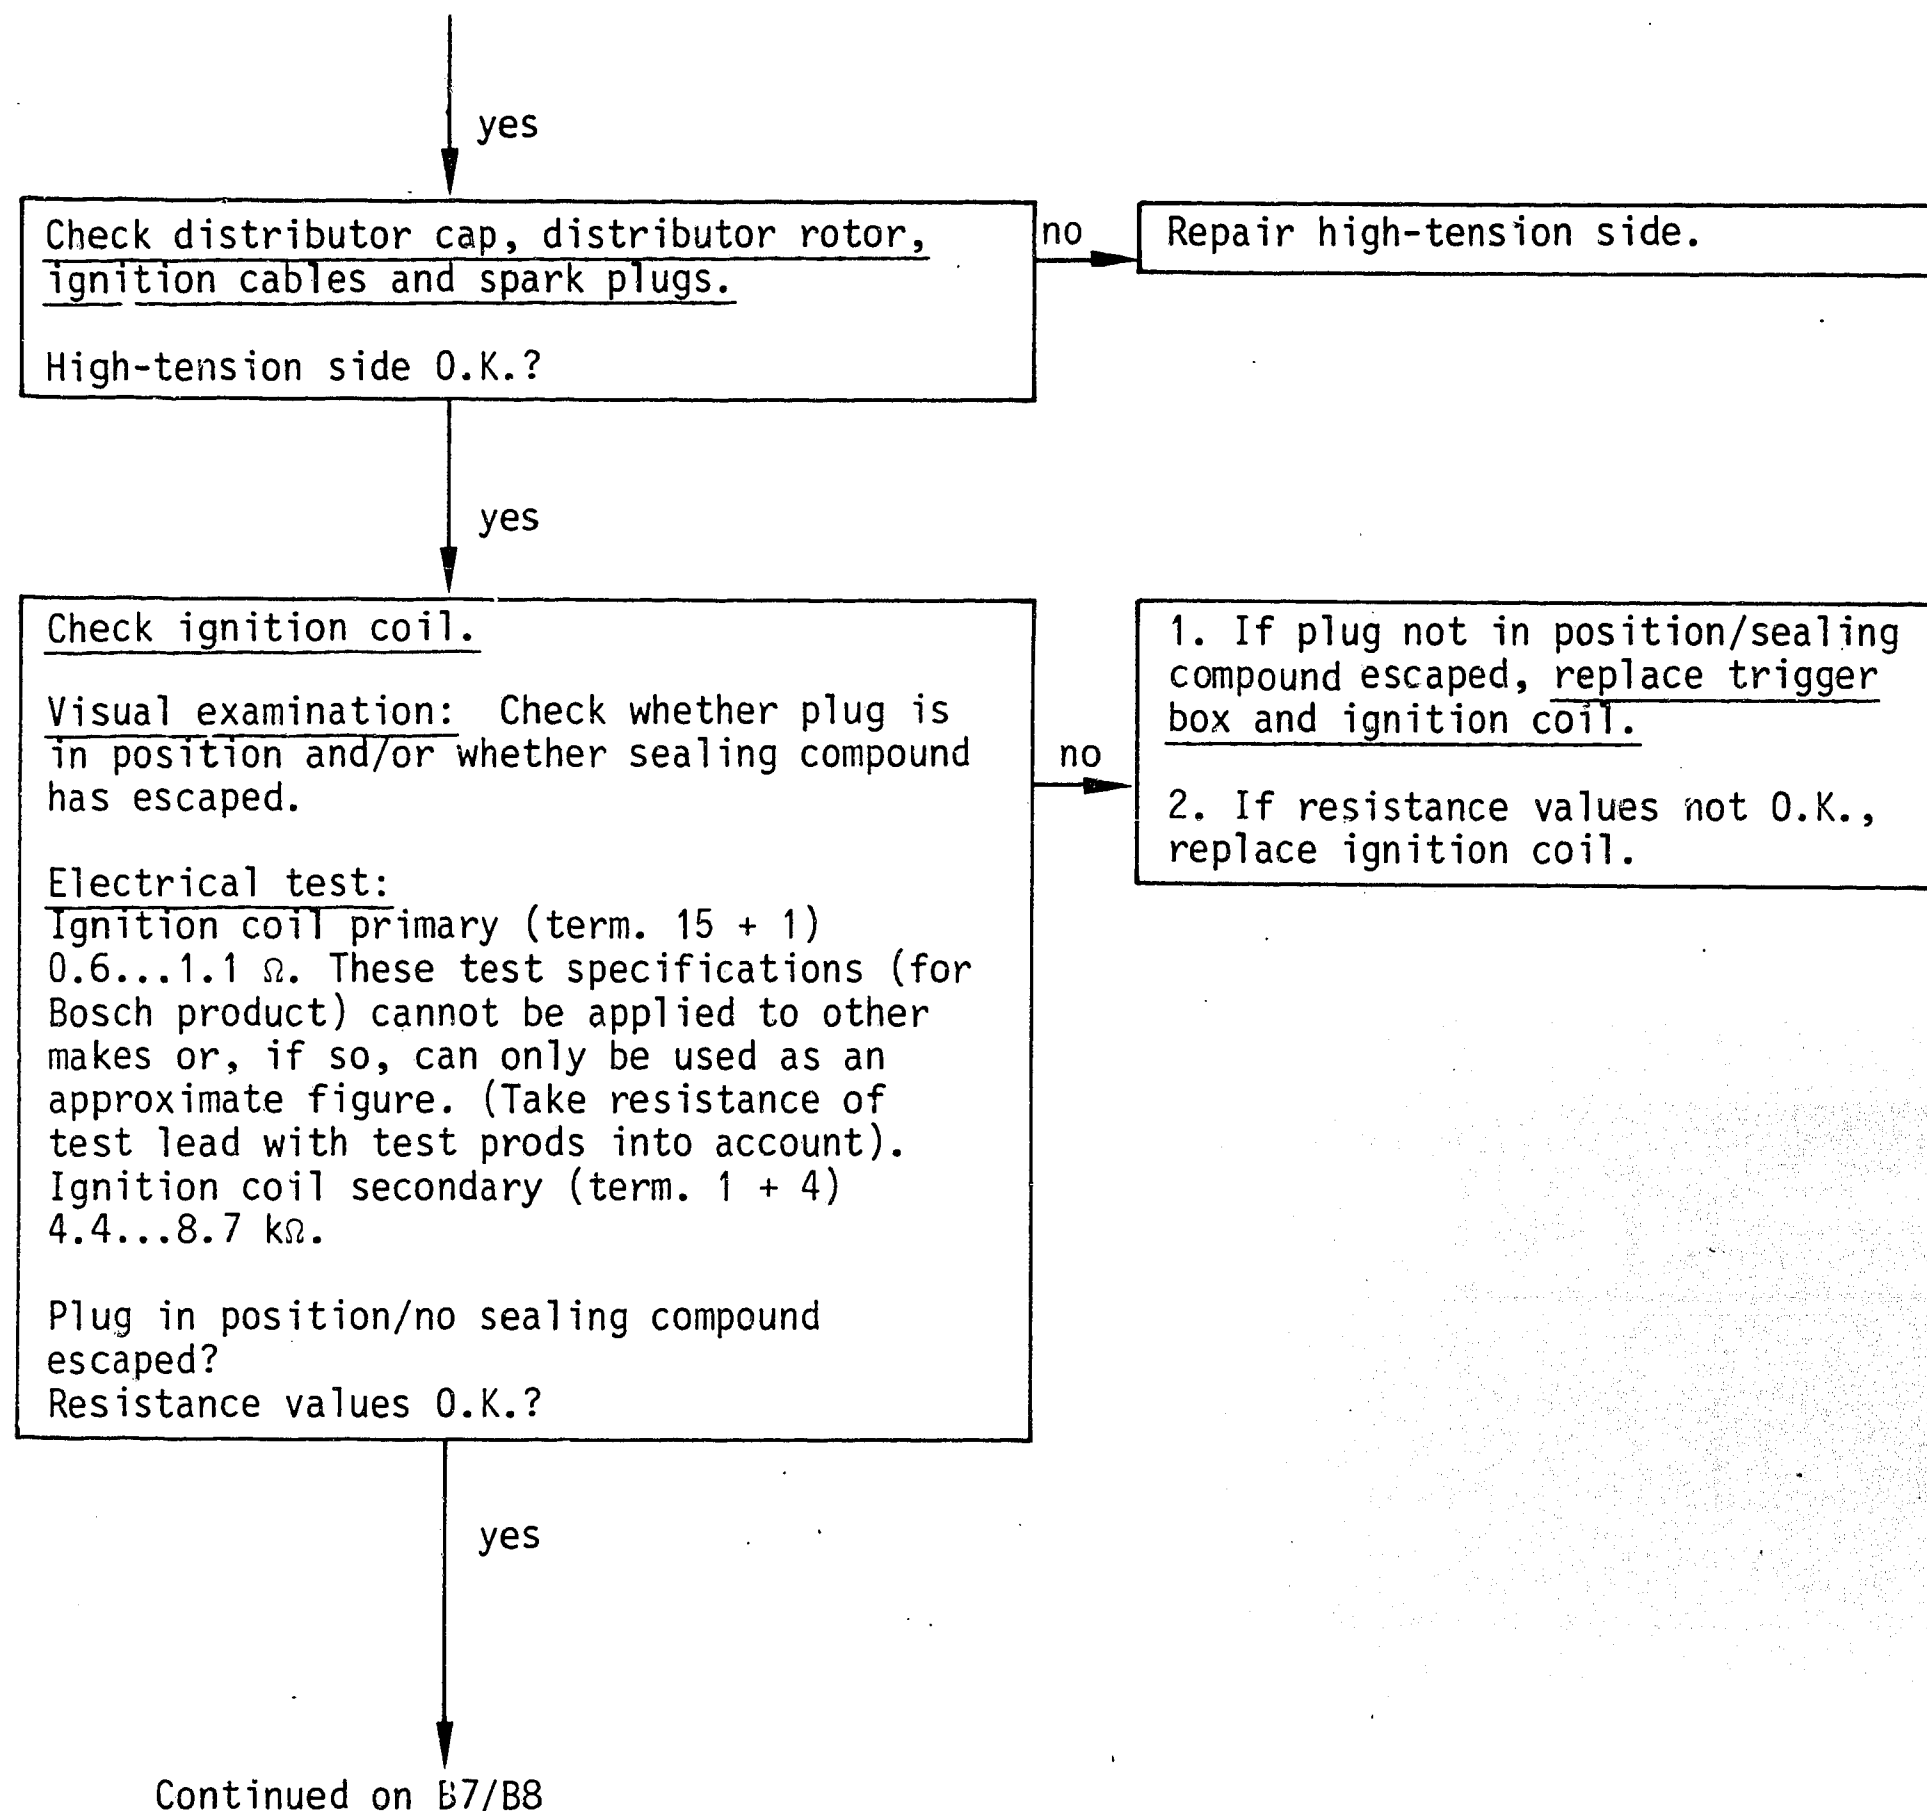 yes
Check distributor cap, distributor rotor,
ignition cables and spark plugs.
High-tension side O.K.?
no
Repair high-tension side.
yes
Check ignition coil.
Visual examination: Check whether plug is
in position and/or whether sealing compound
has escaped.
Electrical test:
Ignition coil primary (term. 15 + 1)
0.6...1.1 Ω. These test specifications (for
Bosch product) cannot be applied to other
makes or, if so, can only be used as an
approximate figure. (Take resistance of
test lead with test prods into account).
Ignition coil secondary (term. 1 + 4)
4.4...8.7 kΩ.
Plug in position/no sealing compound
escaped?
Resistance values O.K.?
no
1. If plug not in position/sealing
compound escaped, replace trigger
box and ignition coil.
2. If resistance values not O.K.,
replace ignition coil.
yes
Continued on B7/B8